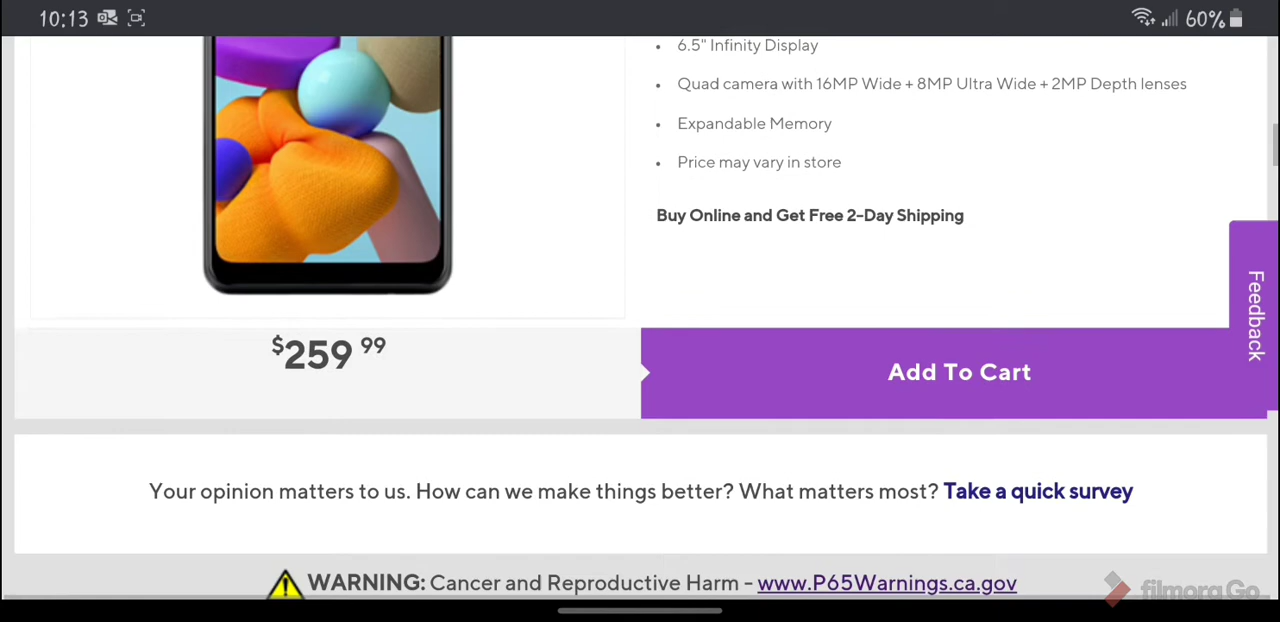 10:13
60%
6.5" Infinity Display
Quad camera with 16MP Wide + 8MP Ultra Wide + 2MP Depth lenses
Expandable Memory
Price may vary in store
Buy Online and Get Free 2-Day Shipping
Feedback
$259 99
Add To Cart
Your opinion matters to us. How can we make things better? What matters most? Take a quick survey
WARNING: Cancer and Reproductive Harm - www.P65Warnings.ca.gov
filmoraGo